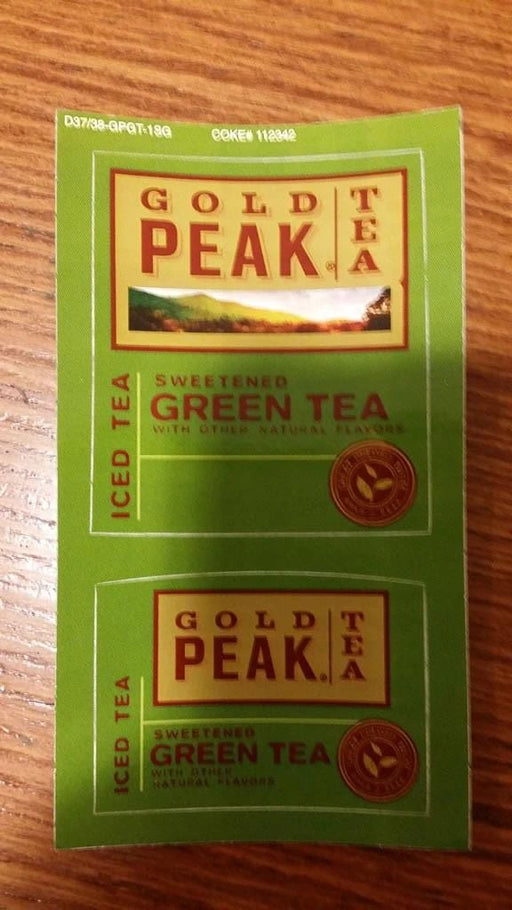 D37/38-GPGT-1SG COKE# 112342
GOLD
PEAK®
TEA
SWEETENED
GREEN TEA
WITH OTHER NATURAL FLAVORS
ICED TEA
GOLD
PEAK®
TEA
ICED TEA
SWEETENED
GREEN TEA
WITH OTHER
NATURAL FLAVORS